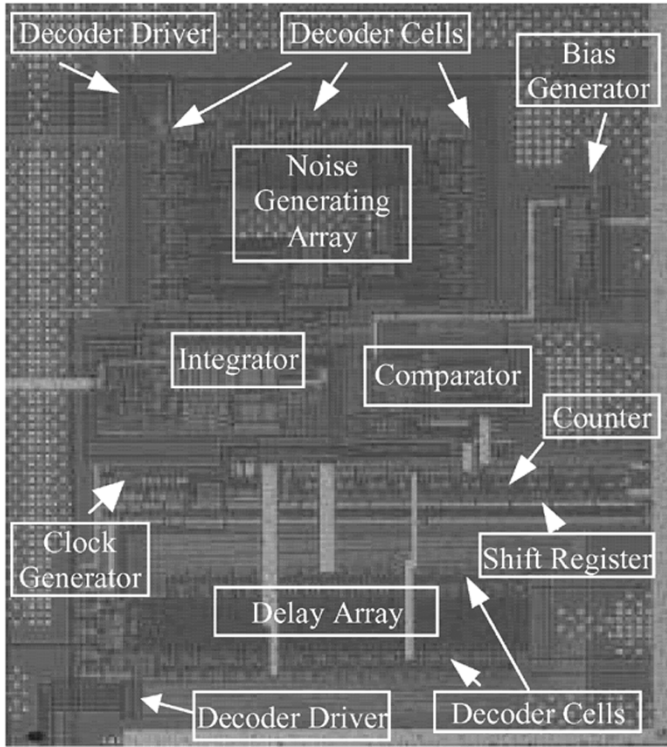 Decoder Driver
Decoder Cells
Bias
Generator
Noise
Generating
Array
Integrator
Comparator
Counter
Clock
Generator
Shift Register
Delay Array
Decoder Driver
Decoder Cells